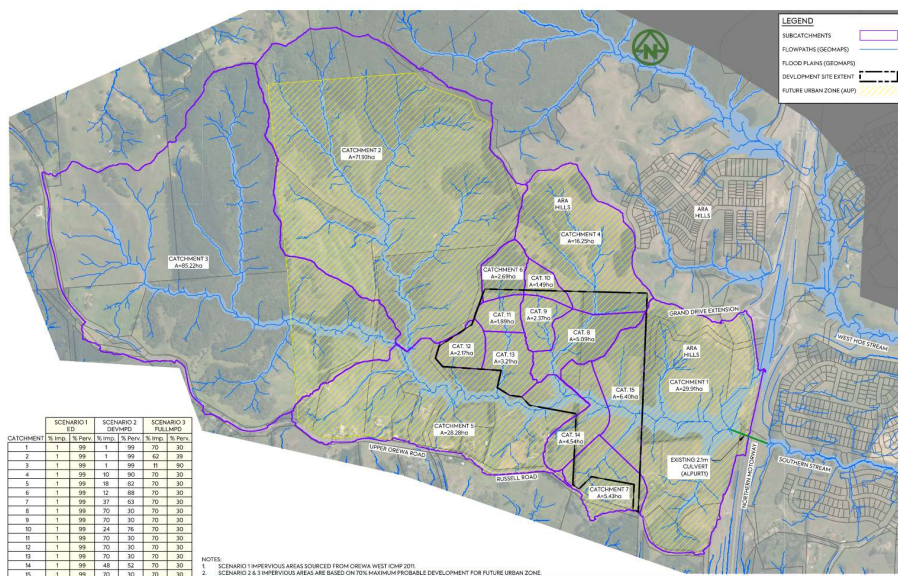 LEGEND
SUBCATCHMENTS
FLOWPATHS (GEOMAPS)
FLOOD PLAINS (GEOMAPS)
DEVLOPMENT SITE EXTENT
FUTURE URBAN ZONE (AUP)
N
CATCHMENT 2
A=71.93ha
CATCHMENT 3
A=85.22ha
ARA
HILLS
CATCHMENT 4
A=16.25ha
ARA
HILLS
CATCHMENT 6
A=2.69ha
CAT. 10
A=1.49ha
CAT. 11
A=1.89ha
CAT. 9
A=2.37ha
CAT. 8
A=5.09ha
CAT. 12
A=2.17ha
CAT. 13
A=3.21ha
CAT. 15
A=6.40ha
GRAND DRIVE EXTENSION
ARA
HILLS
CATCHMENT 1
A=29.91ha
WEST HOE STREAM
CATCHMENT 5
A=28.28ha
CAT. 14
A=4.54ha
CATCHMENT 7
A=5.43ha
EXISTING 2.1m
CULVERT
(ALPURT1)
NORTHERN MOTORWAY
SOUTHERN STREAM
UPPER OREWA ROAD
RUSSELL ROAD
SCENARIO 1 SCENARIO 2 SCENARIO 3
ED DEVMPD FULLMPD
CATCHMENT % Imp. % Perv. % Imp. % Perv. % Imp. % Perv.
1 1 99 1 99 70 30
2 1 99 1 99 62 39
3 1 99 1 99 11 90
4 1 99 10 90 70 30
5 1 99 18 82 70 30
6 1 99 12 88 70 30
7 1 99 37 63 70 30
8 1 99 70 30 70 30
9 1 99 70 30 70 30
10 1 99 24 76 70 30
11 1 99 70 30 70 30
12 1 99 70 30 70 30
13 1 99 70 30 70 30
14 1 99 48 52 70 30
15 1 99 70 30 70 30
NOTES:
1. SCENARIO 1 IMPERVIOUS AREAS SOURCED FROM OREWA WEST ICMP 2011.
2. SCENARIO 2 & 3 IMPERVIOUS AREAS ARE BASED ON 70% MAXIMUM PROBABLE DEVELOPMENT FOR FUTURE URBAN ZONE.